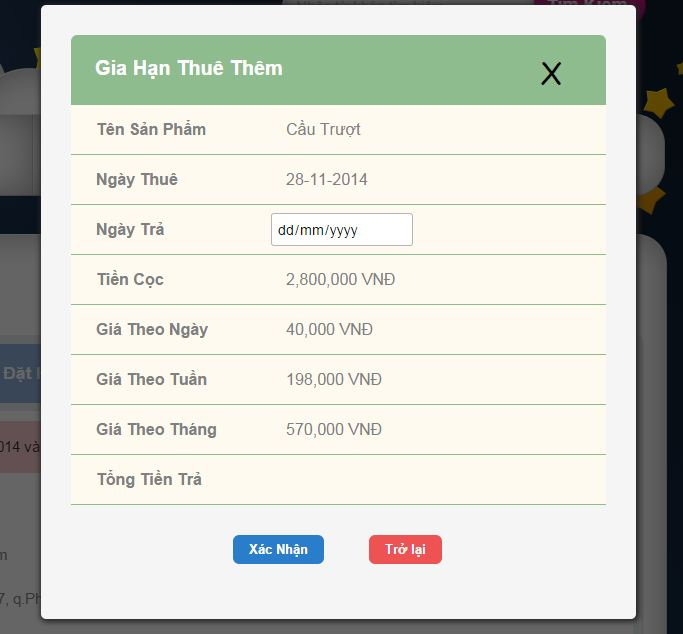 Tìm Kiếm
Gia Hạn Thuê Thêm
X
Tên Sản Phẩm Cầu Trượt
Ngày Thuê 28-11-2014
Ngày Trả dd/mm/yyyy
Tiền Cọc 2,800,000 VNĐ
Giá Theo Ngày 40,000 VNĐ
Đặt
Giá Theo Tuần 198,000 VNĐ
Giá Theo Tháng 570,000 VNĐ
014 và
Tổng Tiền Trả
Xác Nhận Trở lại
7, q.Ph